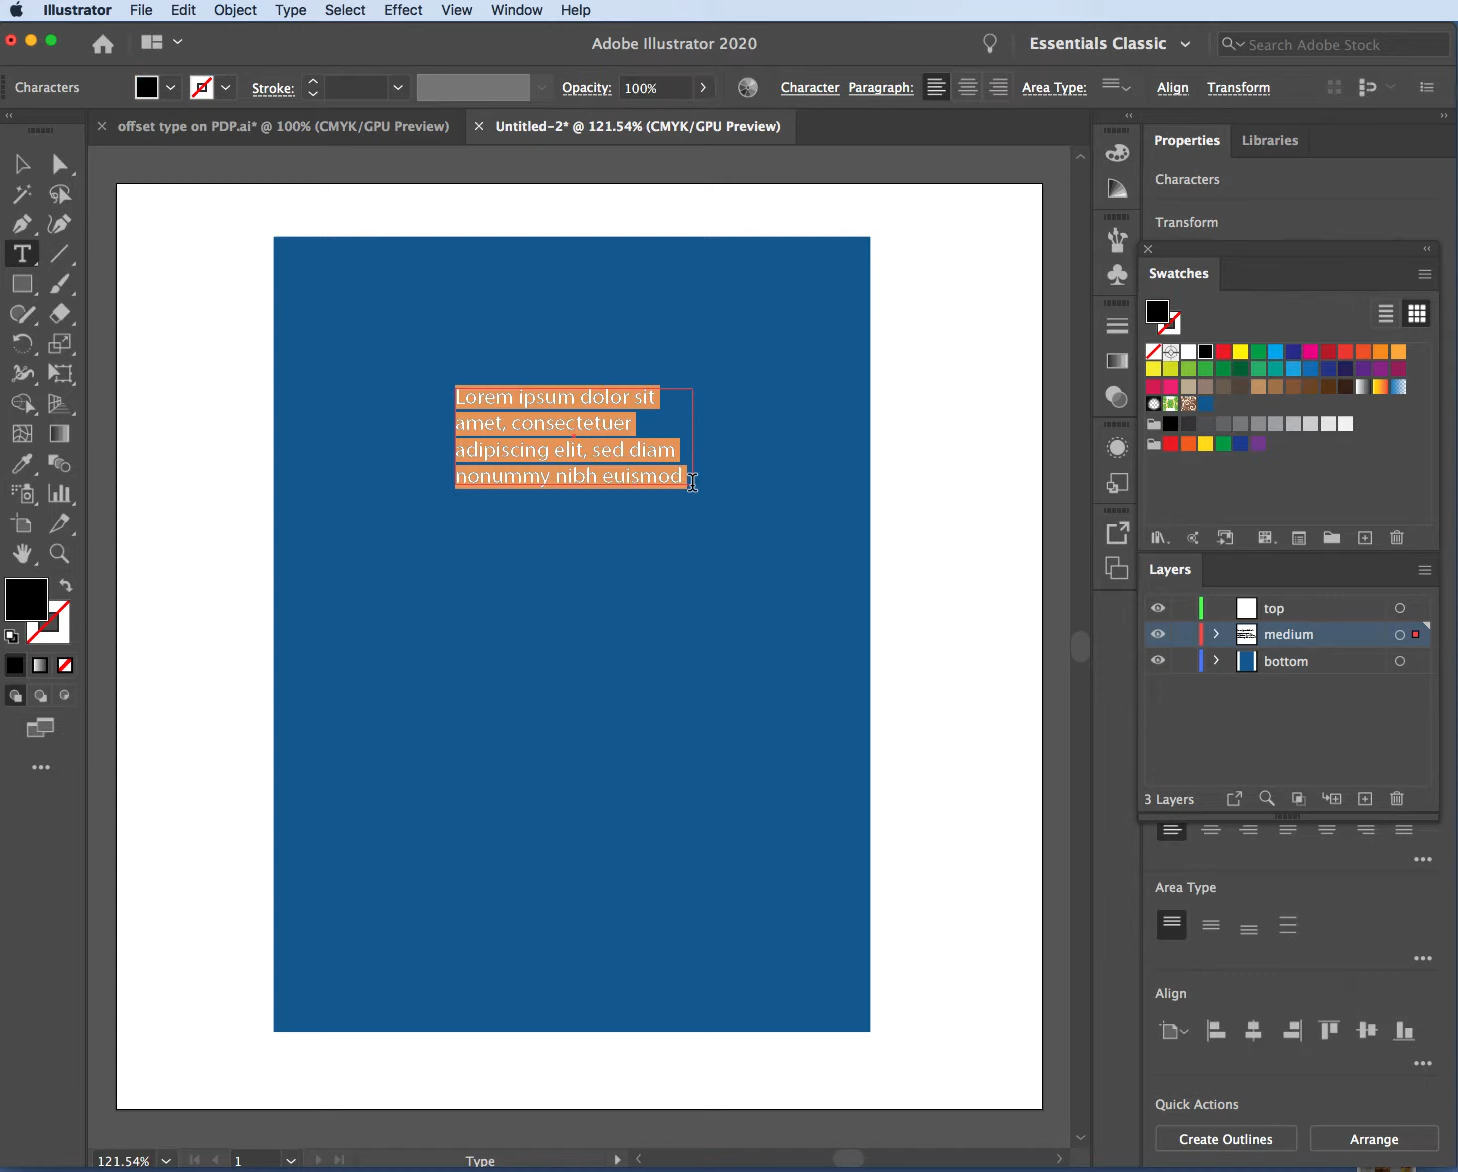 Illustrator File Edit Object Type Select Effect View Window Help
Adobe Illustrator 2020
Essentials Classic
Search Adobe Stock
Characters
Stroke:
Opacity: 100%
Character Paragraph:
Area Type:
Align
Transform
offset type on PDP.ai* @ 100% (CMYK/GPU Preview)
Untitled-2* @ 121.54% (CMYK/GPU Preview)
Properties
Libraries
Characters
Transform
Swatches
Lorem ipsum dolor sit
amet, consectetuer
adipiscing elit, sed diam
nonummy nibh euismod
Layers
top
medium
bottom
3 Layers
Area Type
Align
Quick Actions
Create Outlines
Arrange
121.54%
1
Type